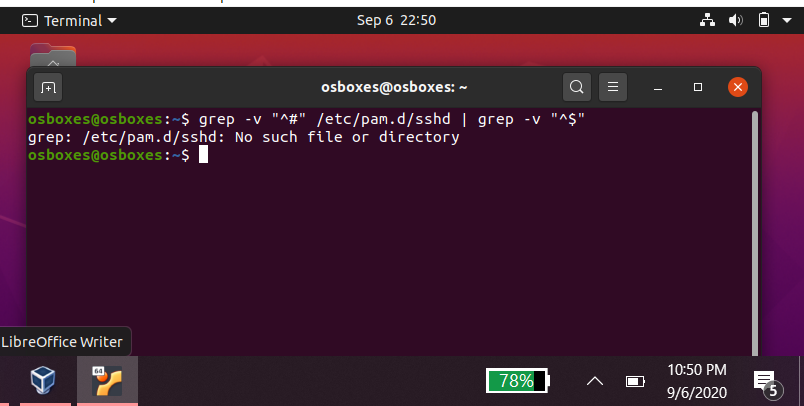 Terminal
Sep 6 22:50
osboxes@osboxes: ~
osboxes@osboxes:~$ grep -v "^#" /etc/pam.d/sshd | grep -v "^$"
grep: /etc/pam.d/sshd: No such file or directory
osboxes@osboxes:~$
LibreOffice Writer
64
78%
10:50 PM
9/6/2020
5